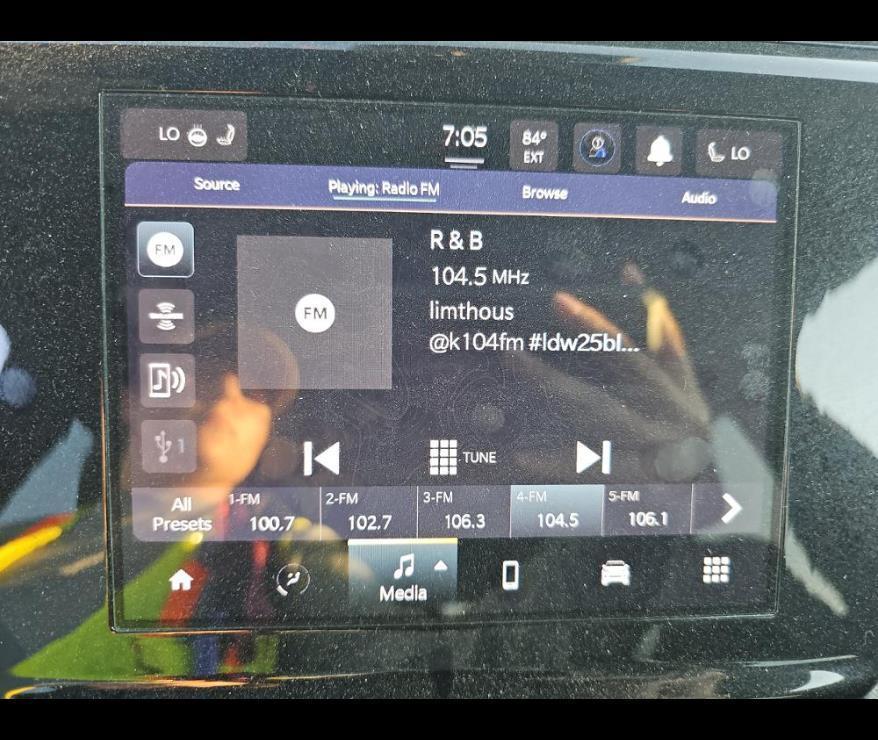 LO
7:05
84°
EXT
LO
Source
Playing: Radio FM
Browse
Audio
FM
FM
R & B
104.5 MHz
limthous
@k104fm #ldw25bl...
1
TUNE
All
Presets
1-FM
100.7
2-FM
102.7
3-FM
106.3
4-FM
104.5
5-FM
106.1
Media